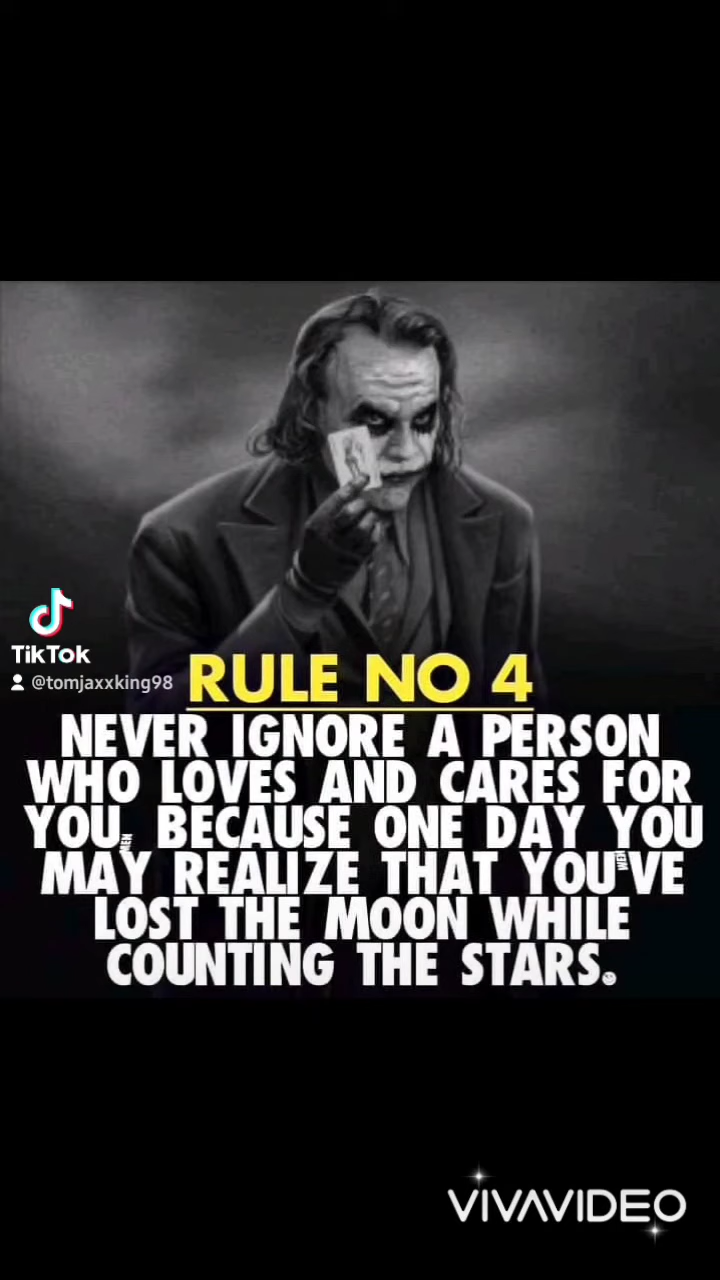 TikTok
@tomjaxxking98
RULE NO 4
NEVER IGNORE A PERSON
WHO LOVES AND CARES FOR
YOU, BECAUSE ONE DAY YOU
MAY REALIZE THAT YOU'VE
LOST THE MOON WHILE
COUNTING THE STARS.
VIVAVIDEO